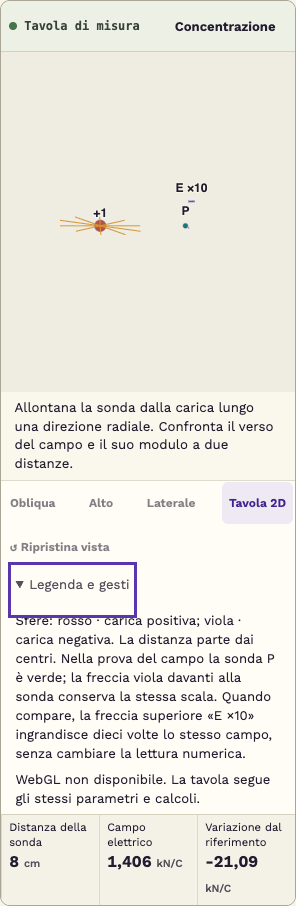 Tavola di misura Concentrazione
E ×10
+1 P
Allontana la sonda dalla carica lungo
una direzione radiale. Confronta il verso
del campo e il suo modulo a due
distanze.
Obliqua Alto Laterale Tavola 2D
↺ Ripristina vista
▼ Legenda e gesti
Sfere: rosso · carica positiva; viola ·
carica negativa. La distanza parte dai
centri. Nella prova del campo la sonda P
è verde; la freccia viola davanti alla
sonda conserva la stessa scala. Quando
compare, la freccia superiore «E ×10»
ingrandisce dieci volte lo stesso campo,
senza cambiare la lettura numerica.
WebGL non disponibile. La tavola segue
gli stessi parametri e calcoli.
Distanza della sonda
8 cm
Campo elettrico
1,406 kN/C
Variazione dal riferimento
-21,09 kN/C